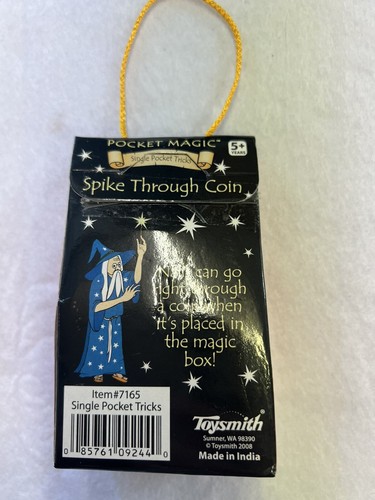 POCKET MAGIC
Single Pocket Tricks
5+
YEARS
Spike Through Coin
can go
through
a coin when
it's placed in
the magic
box!
Item#7165
Single Pocket Tricks
0 85761 09244 0
Toysmith
Sumner, WA 98390
© Toysmith 2008
Made in India